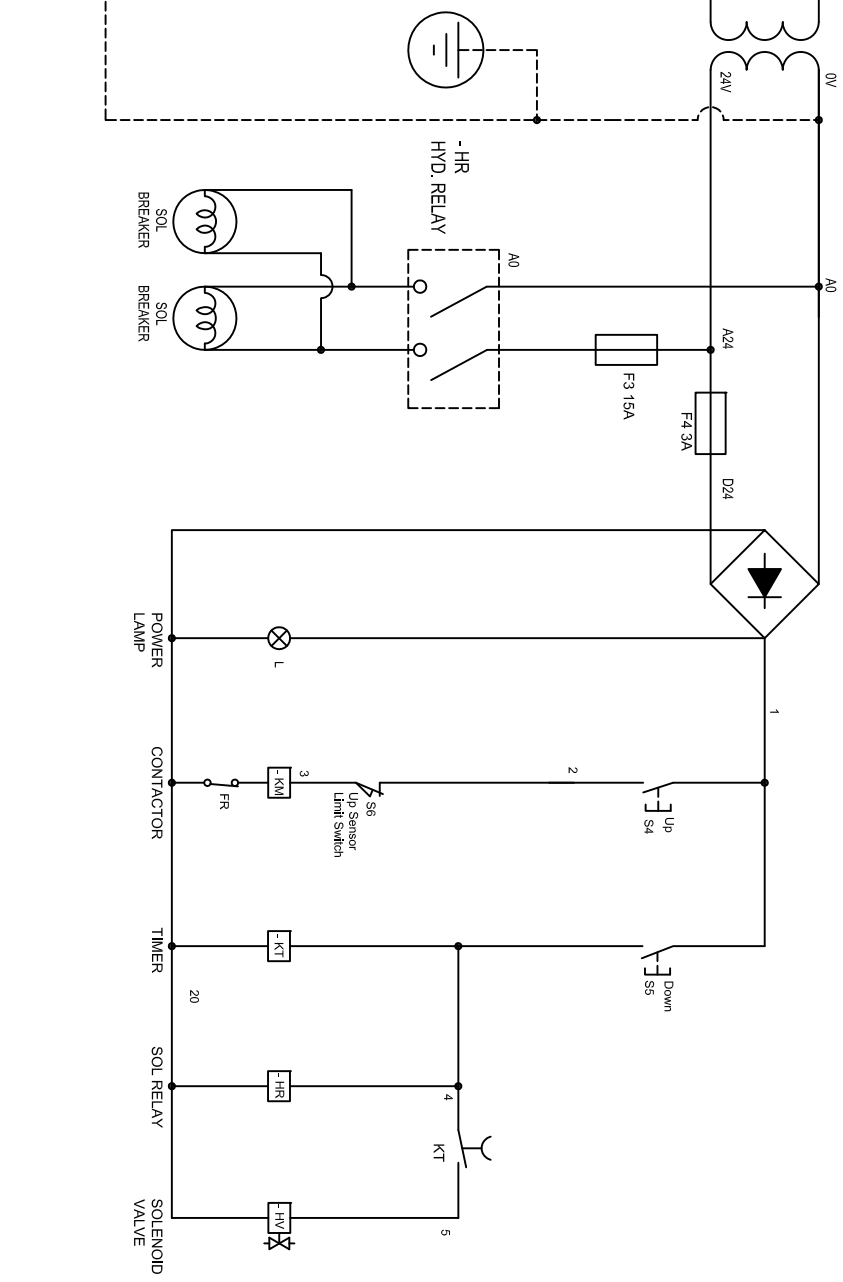 24V
0V
- HR
HYD. RELAY
SOL
BREAKER
SOL
BREAKER
A0
A0
A24
F3 15A
F4 3A
D24
POWER
LAMP
L
1
CONTACTOR
FR
- KM
3
S6
Up Sensor
Limit Switch
2
Up
S4
TIMER
- KT
Down
S5
20
SOL RELAY
- HR
4
KT
SOLENOID
VALVE
- HV
5